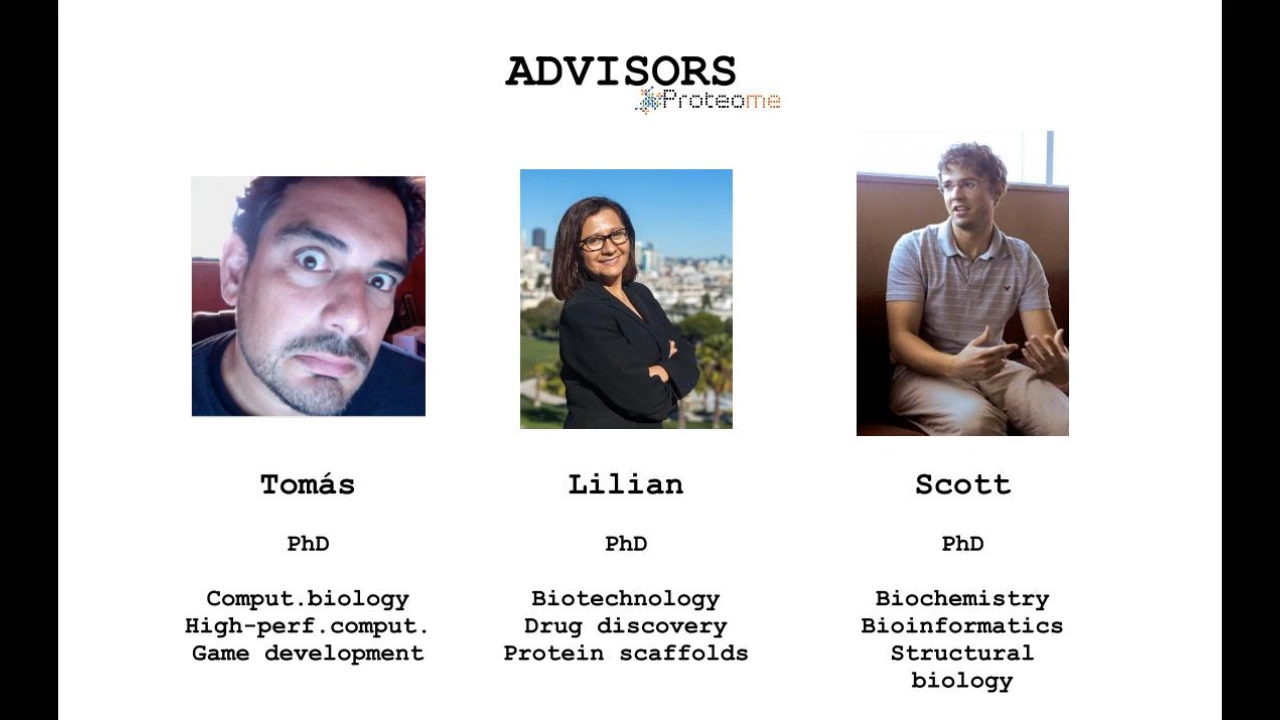 ADVISORS
Proteome
Tomás
PhD
Comput.biology
High-perf.comput.
Game development
Lilian
PhD
Biotechnology
Drug discovery
Protein scaffolds
Scott
PhD
Biochemistry
Bioinformatics
Structural
biology